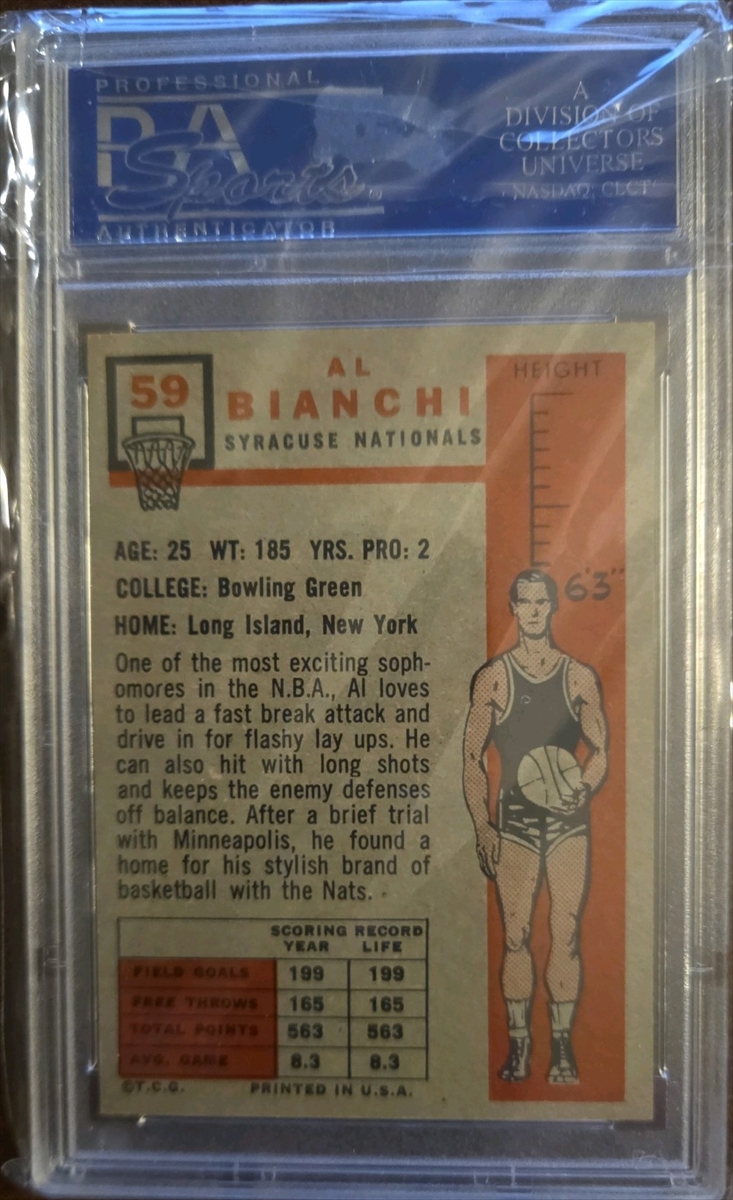 PROFESSIONAL
PSA
Sports®
AUTHENTICATOR
A
DIVISION OF
COLLECTORS
UNIVERSE
NASDAQ: CLCT
59
AL
BIANCHI
SYRACUSE NATIONALS
HEIGHT
6'3"
AGE: 25 WT: 185 YRS. PRO: 2
COLLEGE: Bowling Green
HOME: Long Island, New York
One of the most exciting soph-
omores in the N.B.A., Al loves
to lead a fast break attack and
drive in for flashy lay ups. He
can also hit with long shots
and keeps the enemy defenses
off balance. After a brief trial
with Minneapolis, he found a
home for his stylish brand of
basketball with the Nats.
SCORING RECORD
YEAR LIFE
FIELD GOALS 199 199
FREE THROWS 165 165
TOTAL POINTS 563 563
AVG. GAME 8.3 8.3
©T.C.G. PRINTED IN U.S.A.